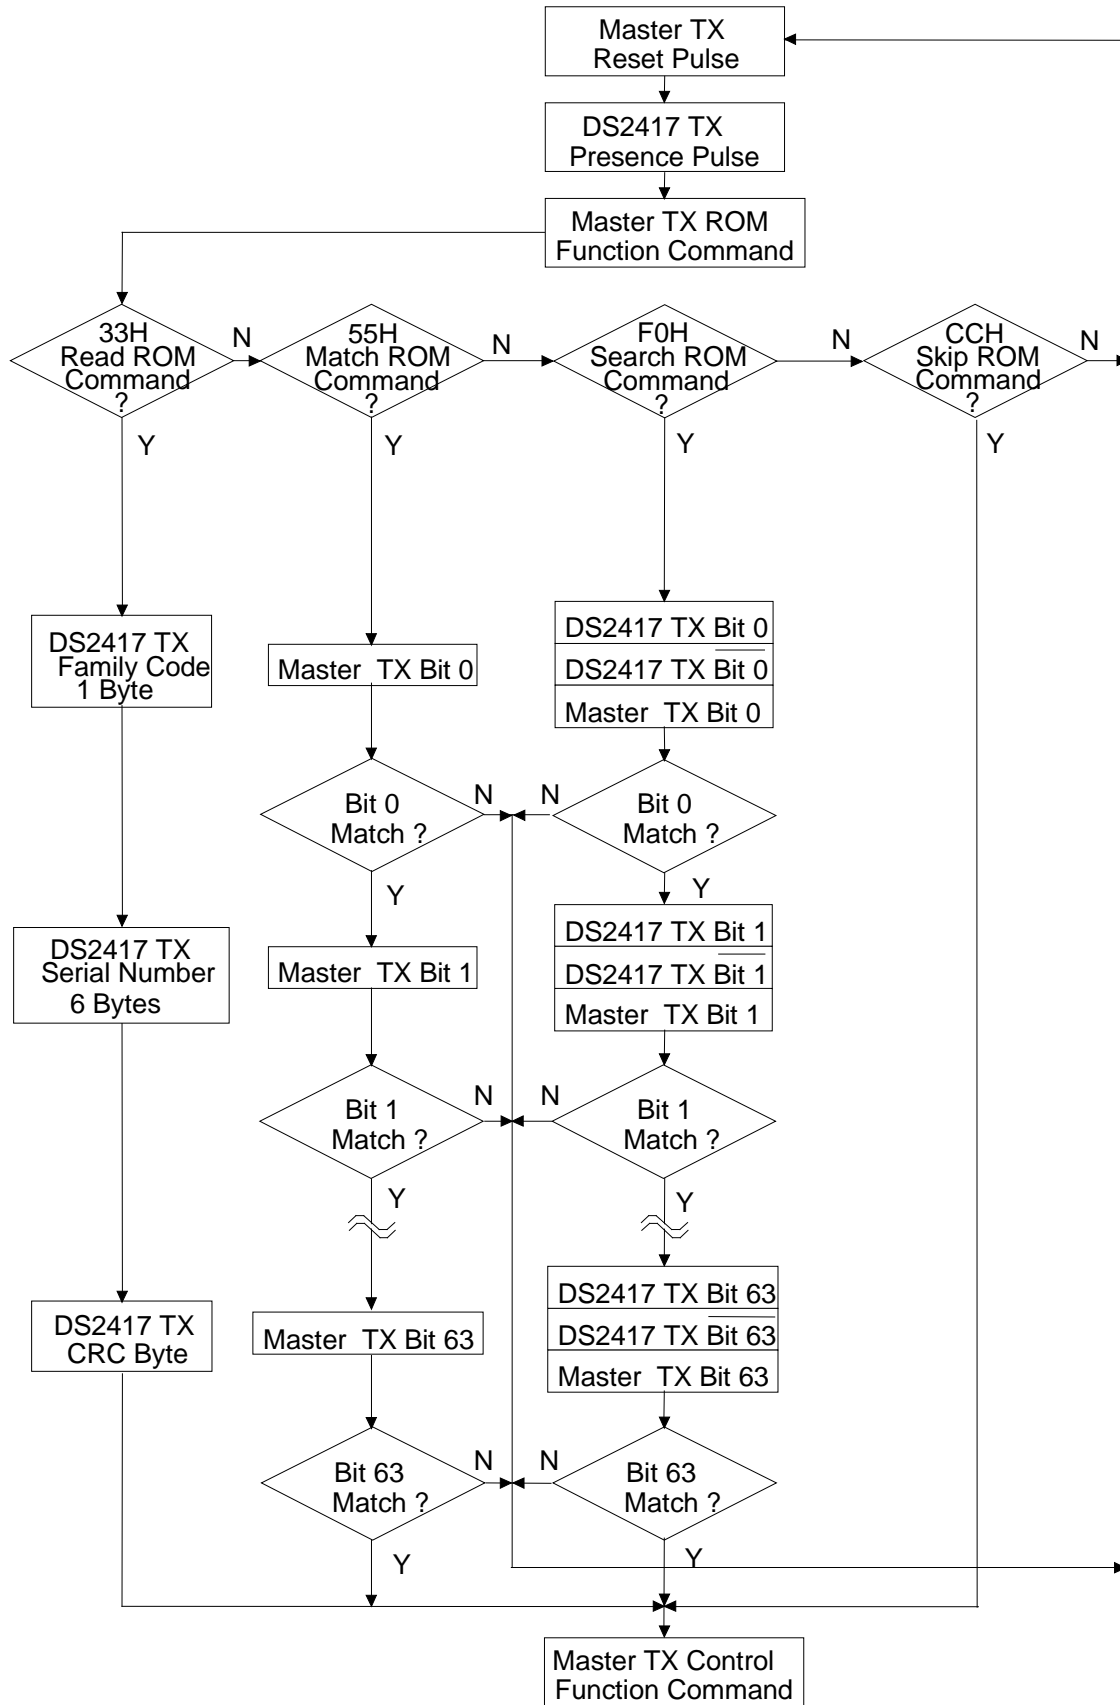 Master TX
Reset Pulse
DS2417 TX
Presence Pulse
Master TX ROM
Function Command
33H
Read ROM
Command
?
N
Y
55H
Match ROM
Command
?
N
Y
F0H
Search ROM
Command
?
N
Y
CCH
Skip ROM
Command
?
N
Y
DS2417 TX
Family Code
1 Byte
DS2417 TX
Serial Number
6 Bytes
DS2417 TX
CRC Byte
Master TX Bit 0
Bit 0
Match ?
N
Y
Master TX Bit 1
Bit 1
Match ?
N
Y
Master TX Bit 63
Bit 63
Match ?
N
Y
DS2417 TX Bit 0
DS2417 TX Bit 0
Master TX Bit 0
N
Bit 0
Match ?
Y
DS2417 TX Bit 1
DS2417 TX Bit 1
Master TX Bit 1
N
Bit 1
Match ?
Y
DS2417 TX Bit 63
DS2417 TX Bit 63
Master TX Bit 63
N
Bit 63
Match ?
Y
Master TX Control
Function Command